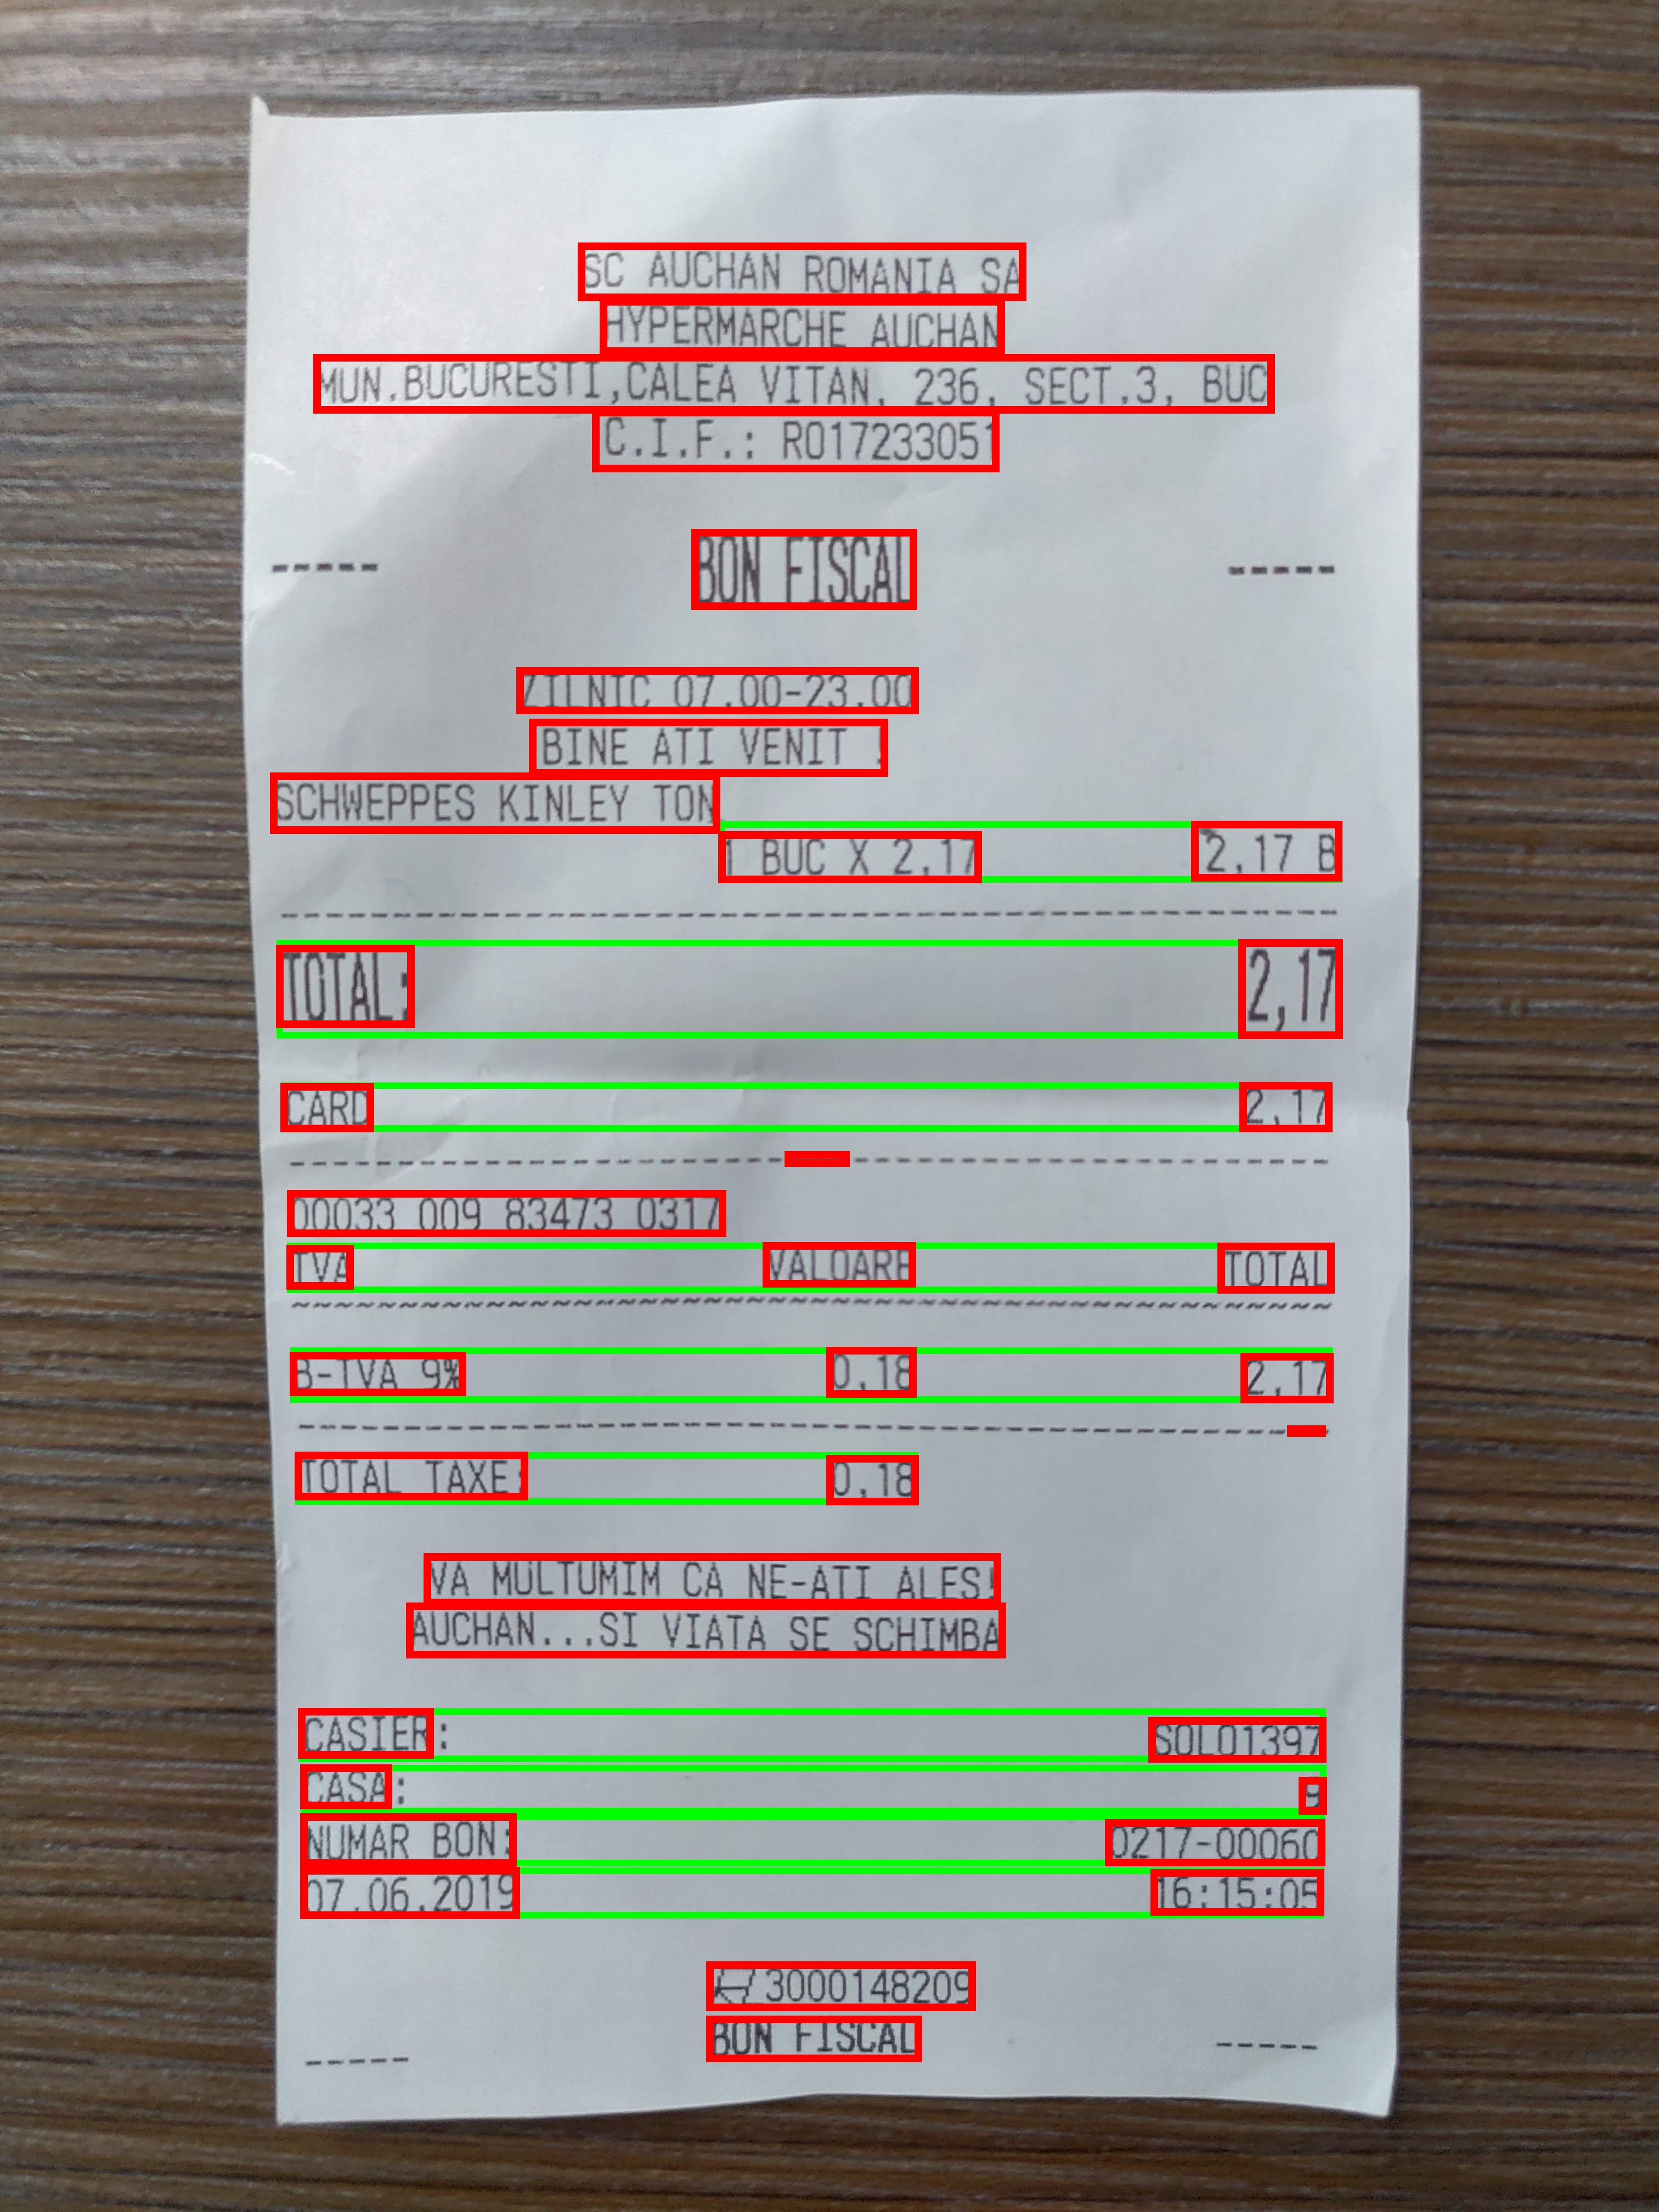 SC AUCHAN ROMANIA SA
HYPERMARCHE AUCHAN
MUN.BUCURESTI,CALEA VITAN, 236, SECT.3, BUC
C.I.F.: RO17233051
----- BON FISCAL -----
ZILNIC 07.00-23.00
BINE ATI VENIT !
SCHWEPPES KINLEY TON
1 BUC X 2,17 2,17 B
TOTAL: 2,17
CARD 2,17
00033 009 83473 0317
TVA VALOARE TOTAL
B-TVA 9% 0,18 2,17
TOTAL TAXE: 0,18
VA MULTUMIM CA NE-ATI ALES!
AUCHAN...SI VIATA SE SCHIMBA
CASIER: SOLO1397
CASA: 9
NUMAR BON: 0217-00060
07.06.2019 16:15:05
3000148209
----- BON FISCAL -----